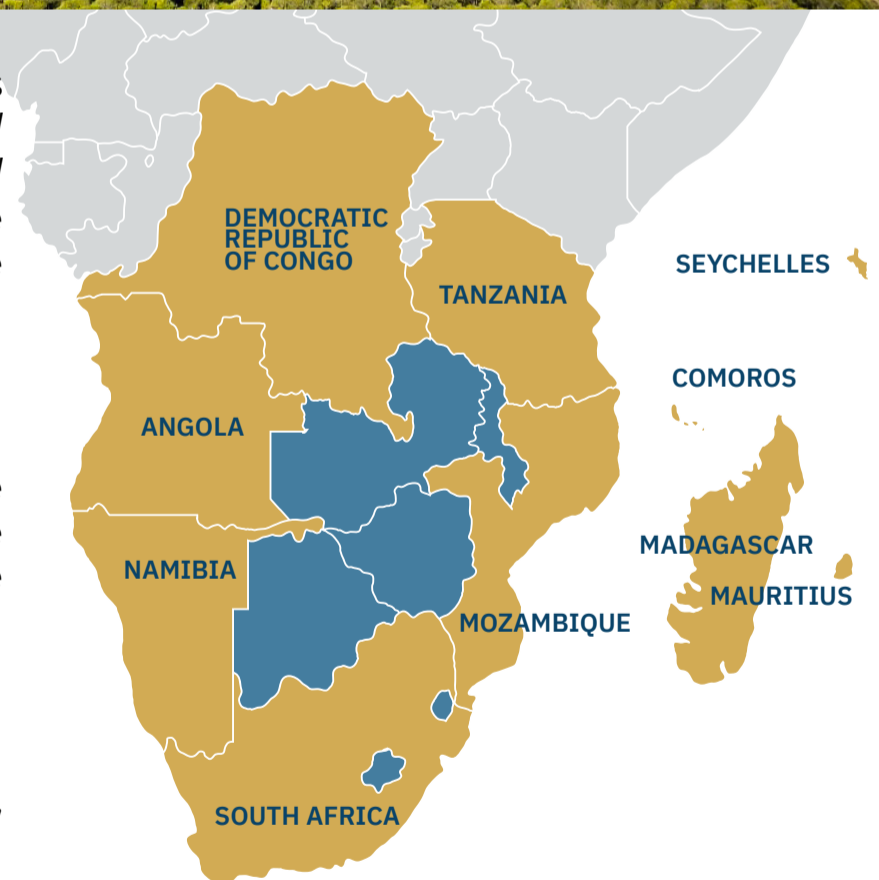 DEMOCRATIC
REPUBLIC
OF CONGO
TANZANIA
SEYCHELLES
COMOROS
ANGOLA
MADAGASCAR
NAMIBIA
MAURITIUS
MOZAMBIQUE
SOUTH AFRICA